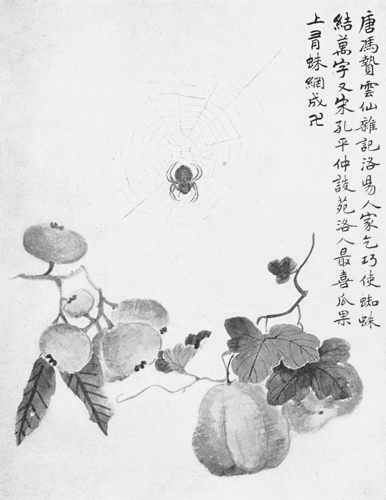 唐馮贄雲仙雜記洛昜人家乞巧使蜘蛛
結萬字又宋孔平仲談苑洛人最喜瓜果
上有蛛網成卍